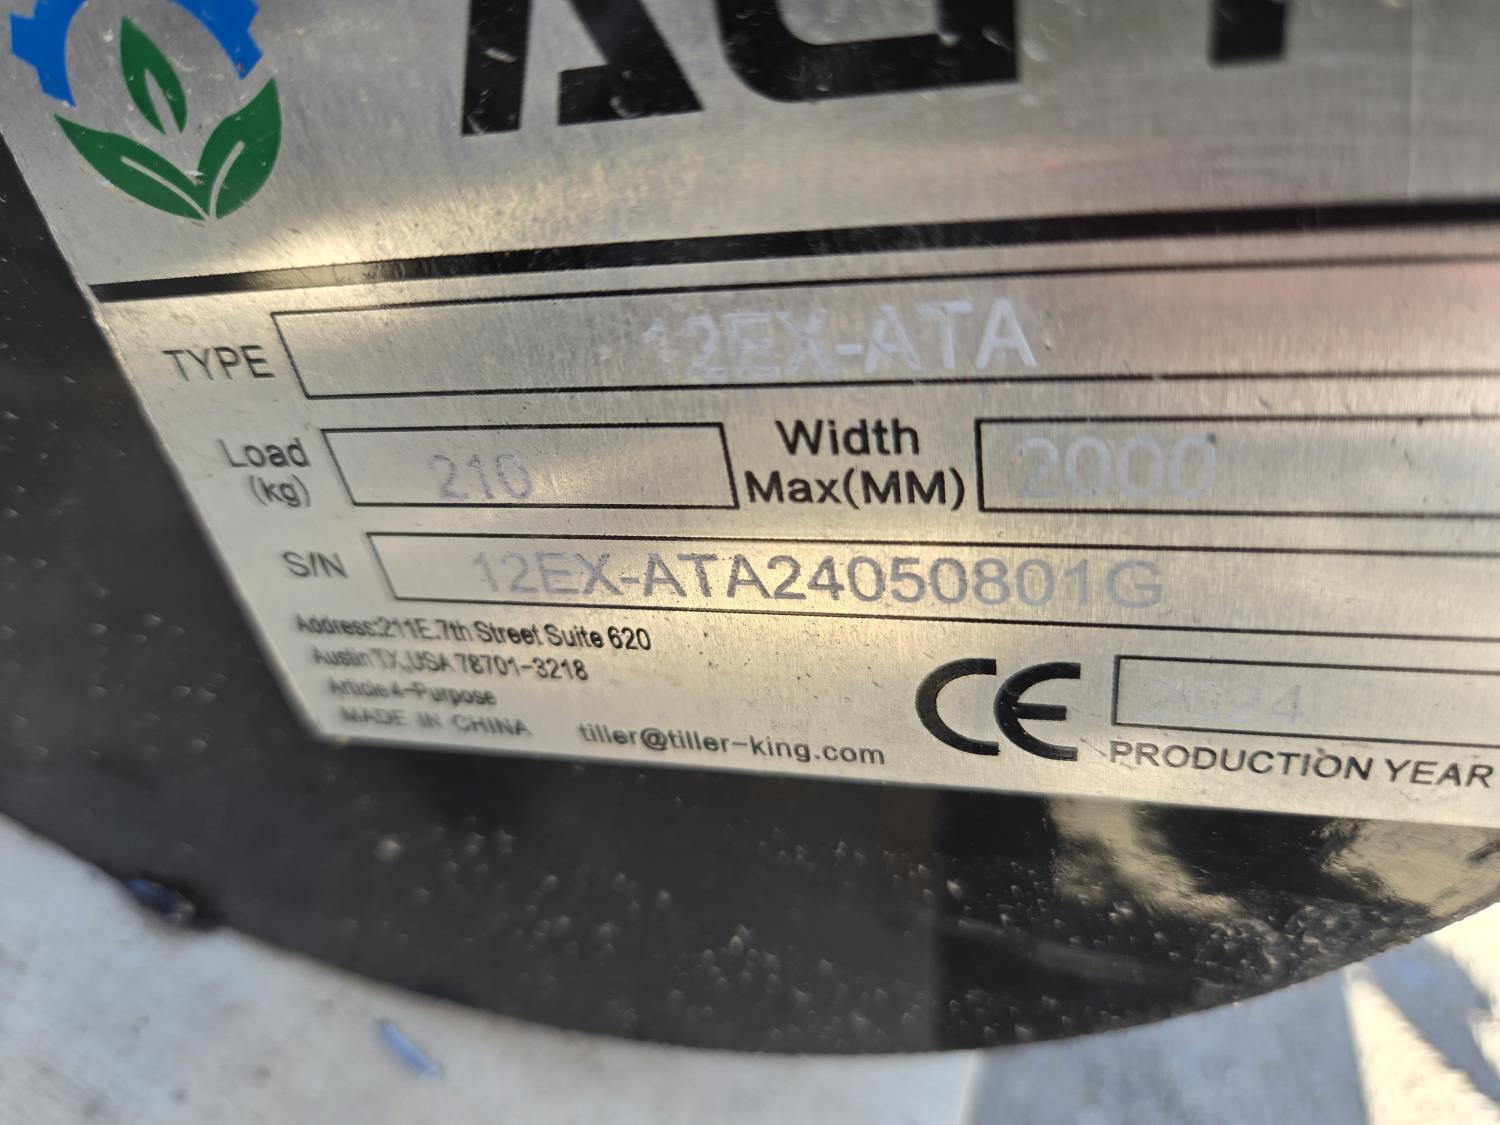 TYPE 12EX-ATA
Load (kg) 210 Width Max(MM) 2000
S/N 12EX-ATA24050801G
Address:211E.7th Street Suite 620
Austin TX,USA 78701-3218
Article 4-Purpose
MADE IN CHINA tiller@tiller-king.com
CE 2024
PRODUCTION YEAR